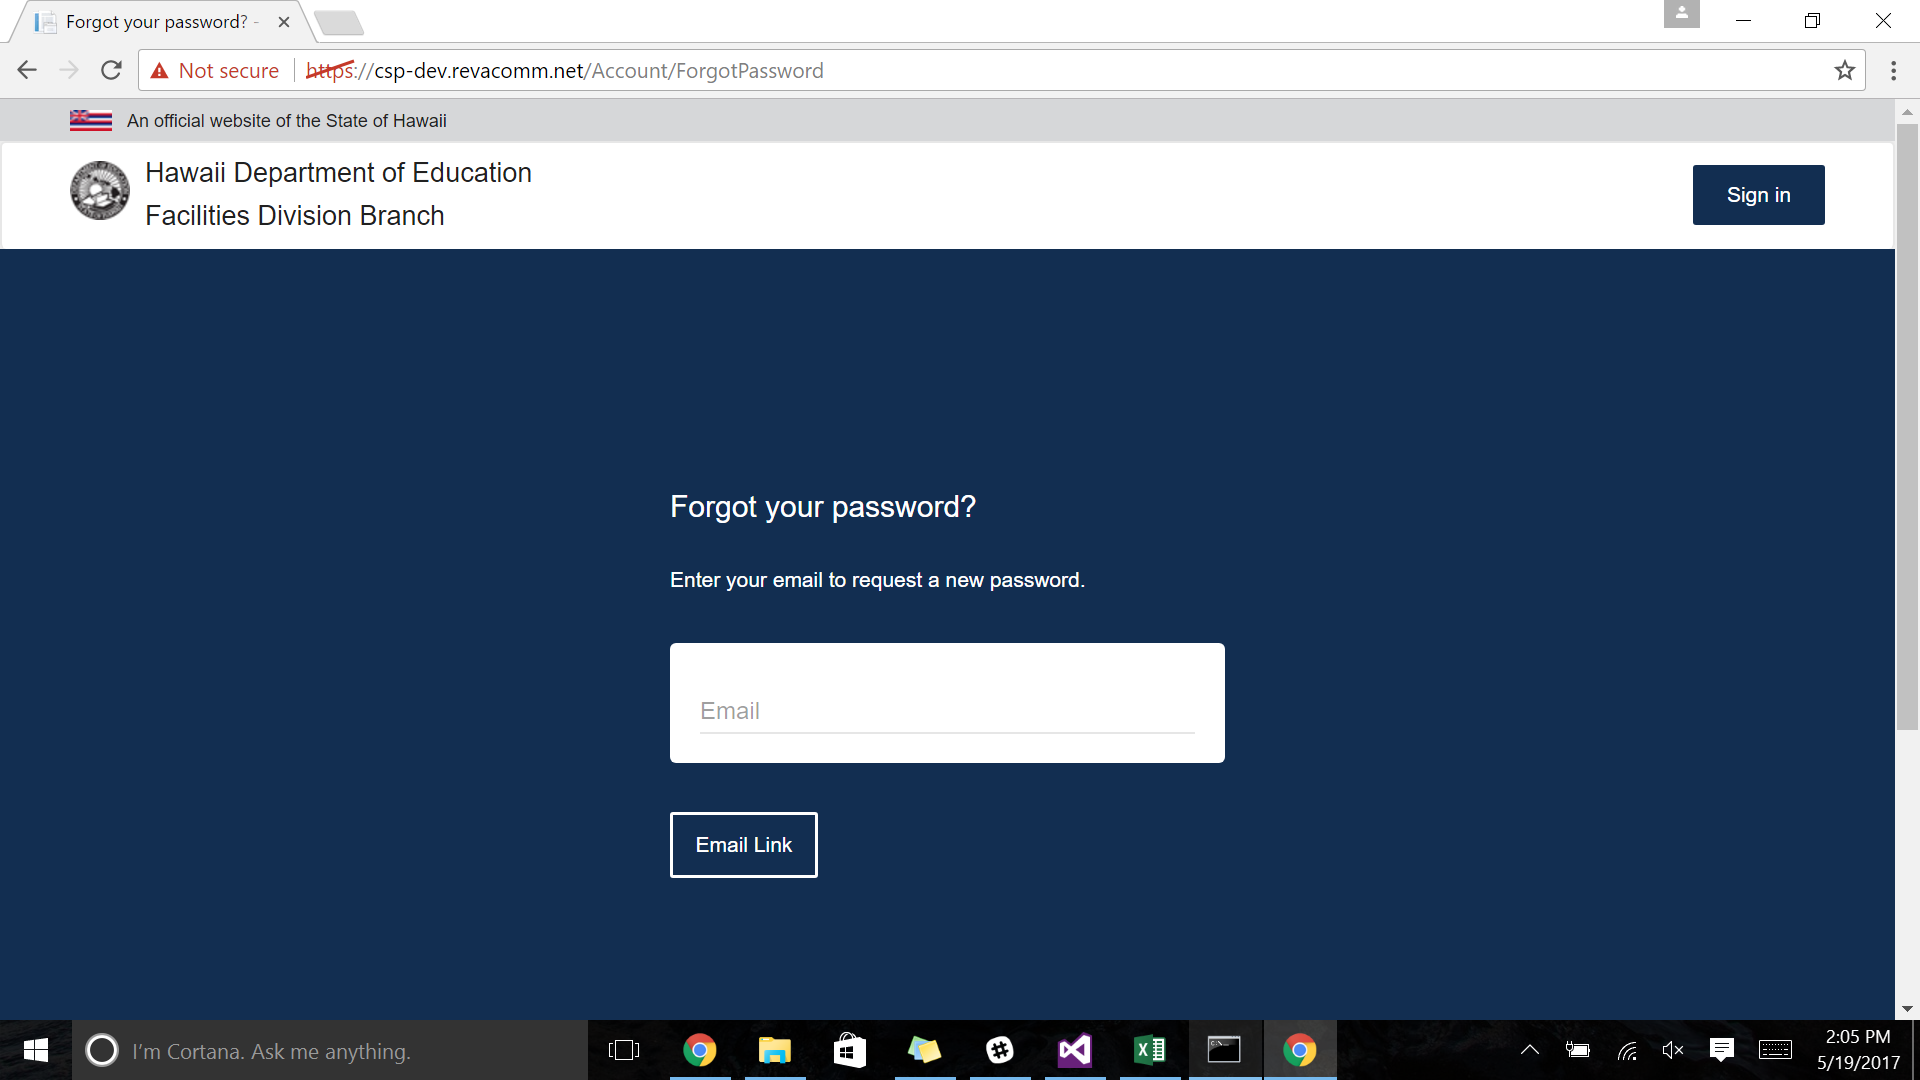 Forgot your password? -
Not secure https://csp-dev.revacomm.net/Account/ForgotPassword
An official website of the State of Hawaii
Hawaii Department of Education
Facilities Division Branch
Sign in
Forgot your password?
Enter your email to request a new password.
Email
Email Link
I'm Cortana. Ask me anything.
2:05 PM
5/19/2017